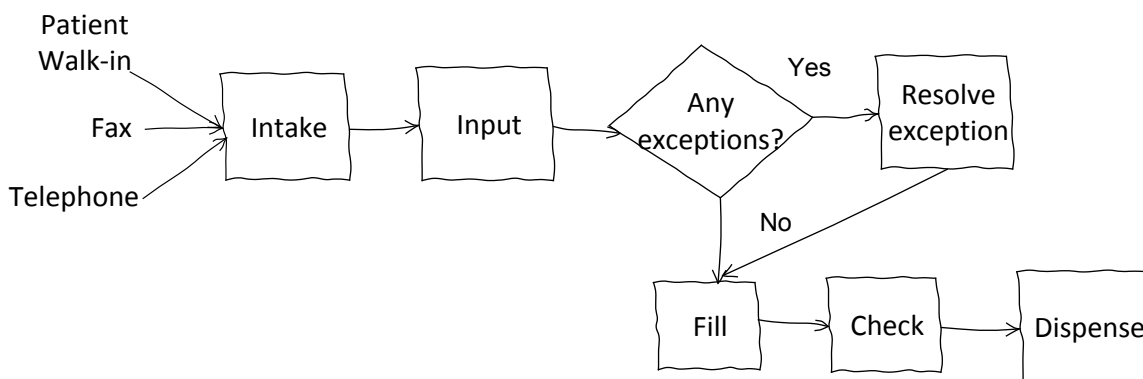 Patient
Walk-in
Fax
Telephone
Intake
Input
Any
exceptions?
Yes
Resolve
exception
No
Fill
Check
Dispense